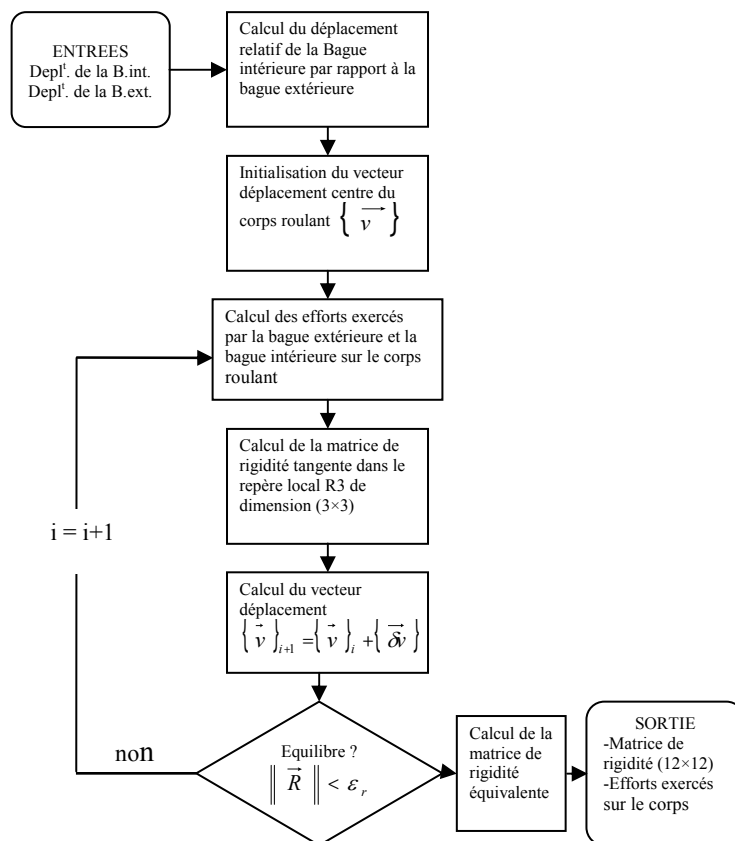 ENTREES
Deplᵗ. de la B.int.
Deplᵗ. de la B.ext.
Calcul du déplacement
relatif de la Bague
intérieure par rapport à la
bague extérieure
Initialisation du vecteur
déplacement centre du
corps roulant { v⃗ }
Calcul des efforts exercés
par la bague extérieure et la
bague intérieure sur le corps
roulant
Calcul de la matrice de
rigidité tangente dans le
repère local R3 de
dimension (3×3)
i = i+1
Calcul du vecteur
déplacement
{ v⃗ }ᵢ₊₁ = { v⃗ }ᵢ + { δv⃗ }
non
Equilibre ?
‖ R⃗ ‖ < εᵣ
Calcul de la
matrice de
rigidité
équivalente
SORTIE
-Matrice de
rigidité (12×12)
-Efforts exercés
sur le corps